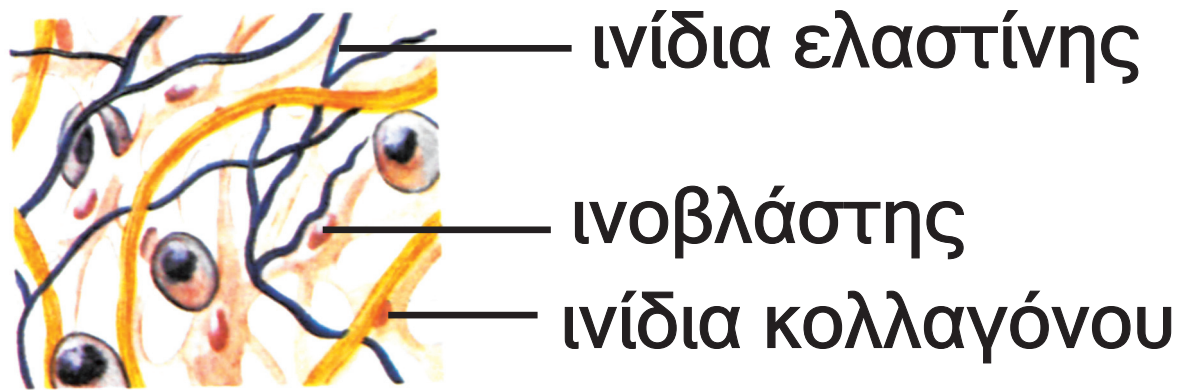 ινίδια ελαστίνης
ινοβλάστης
ινίδια κολλαγόνου